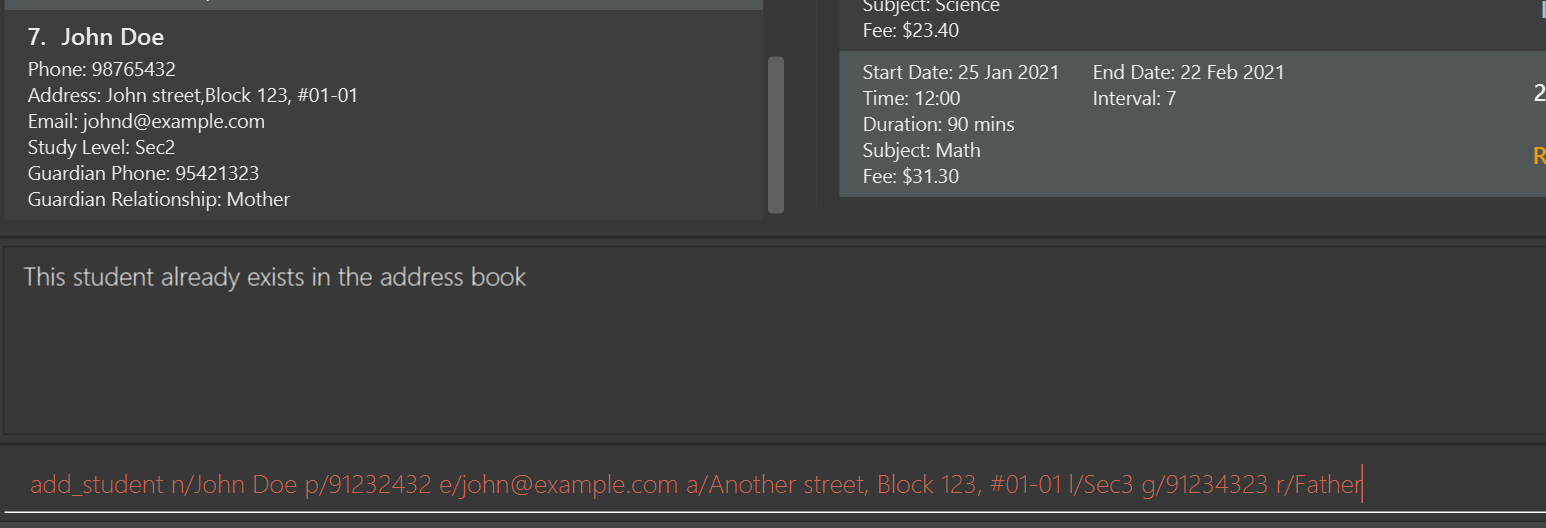 7. John Doe
Phone: 98765432
Address: John street,Block 123, #01-01
Email: johnd@example.com
Study Level: Sec2
Guardian Phone: 95421323
Guardian Relationship: Mother
Subject: Science
Fee: $23.40
Start Date: 25 Jan 2021 End Date: 22 Feb 2021
Time: 12:00 Interval: 7
Duration: 90 mins
Subject: Math
Fee: $31.30
2
R
This student already exists in the address book
add_student n/John Doe p/91232432 e/john@example.com a/Another street, Block 123, #01-01 l/Sec3 g/91234323 r/Father